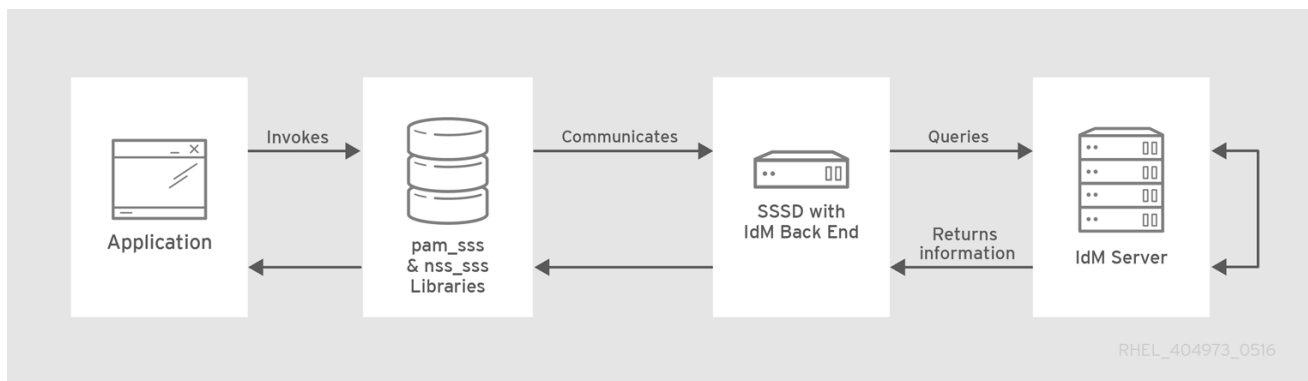 Invokes
Communicates
Queries
Application
pam_sss
& nss_sss
Libraries
SSSD with
IdM Back End
Returns
information
IdM Server
RHEL_404973_0516